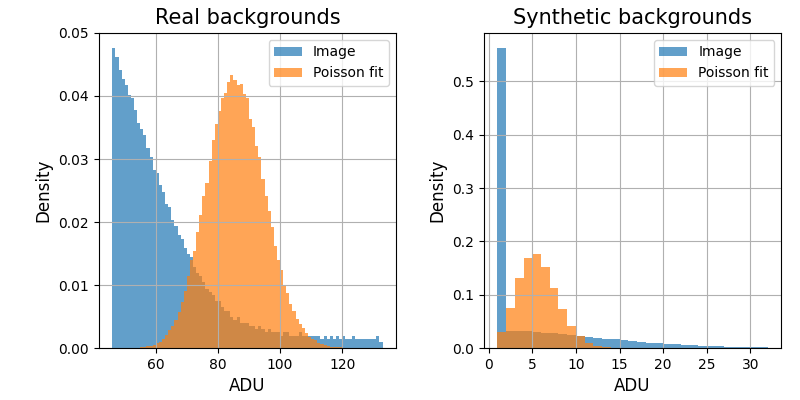 Real backgrounds
Image
Poisson fit
0.05
0.04
0.03
0.02
0.01
0.00
Density
60
80
100
120
ADU
Synthetic backgrounds
Image
Poisson fit
0.5
0.4
0.3
0.2
0.1
0.0
Density
0
5
10
15
20
25
30
ADU